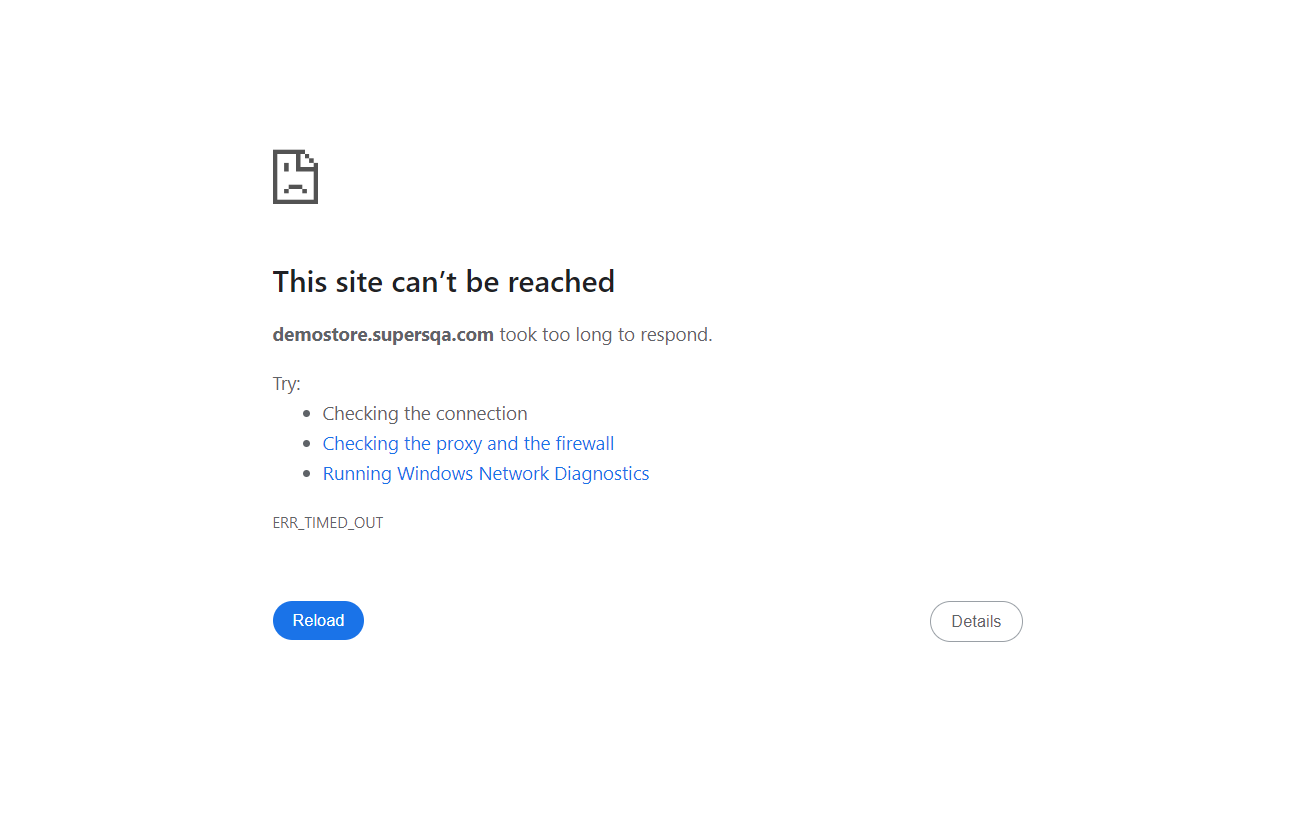 This site can’t be reached
demostore.supersqa.com took too long to respond.
Try:
Checking the connection
Checking the proxy and the firewall
Running Windows Network Diagnostics
ERR_TIMED_OUT
Reload
Details